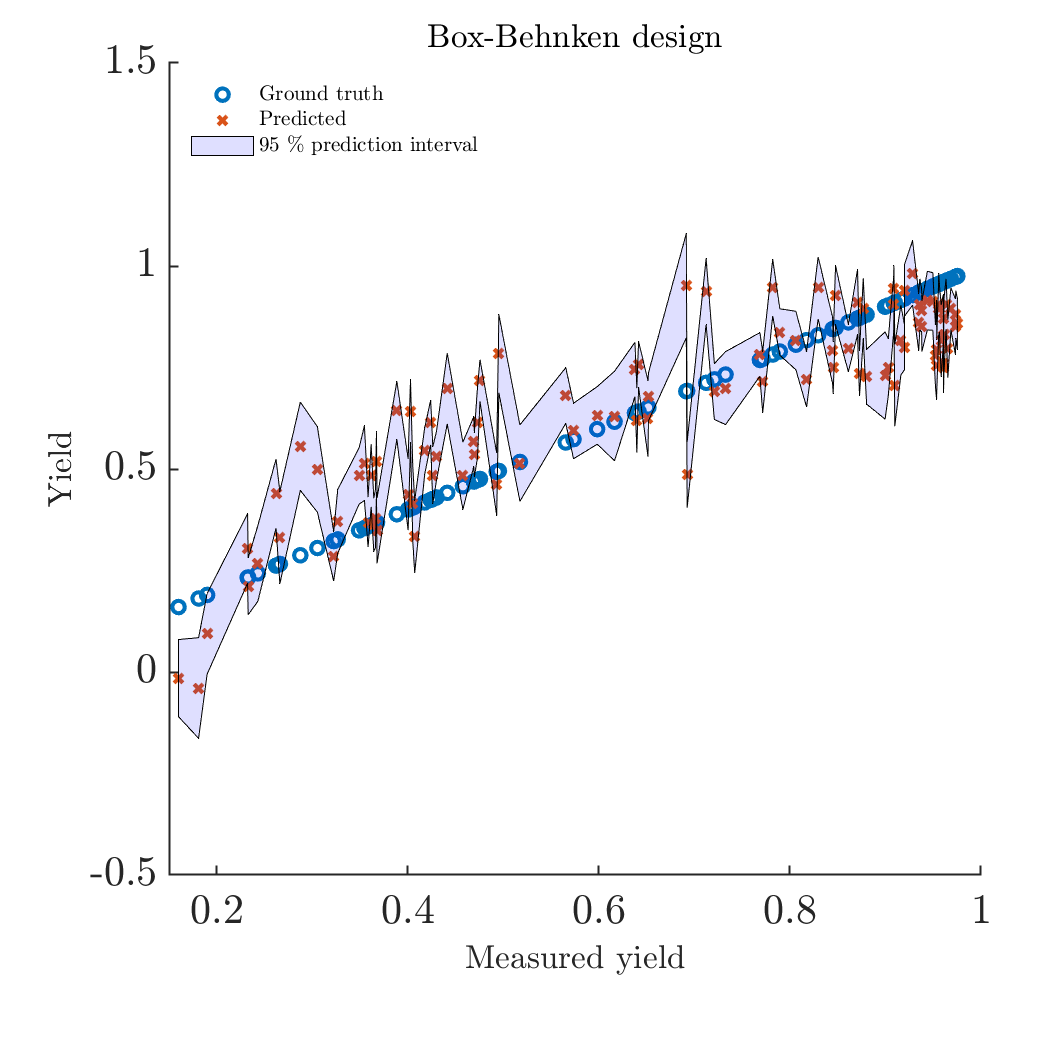 Box-Behnken design
1.5
1
0.5
0
-0.5
Yield
Ground truth
Predicted
95 % prediction interval
0.2 0.4 0.6 0.8 1
Measured yield